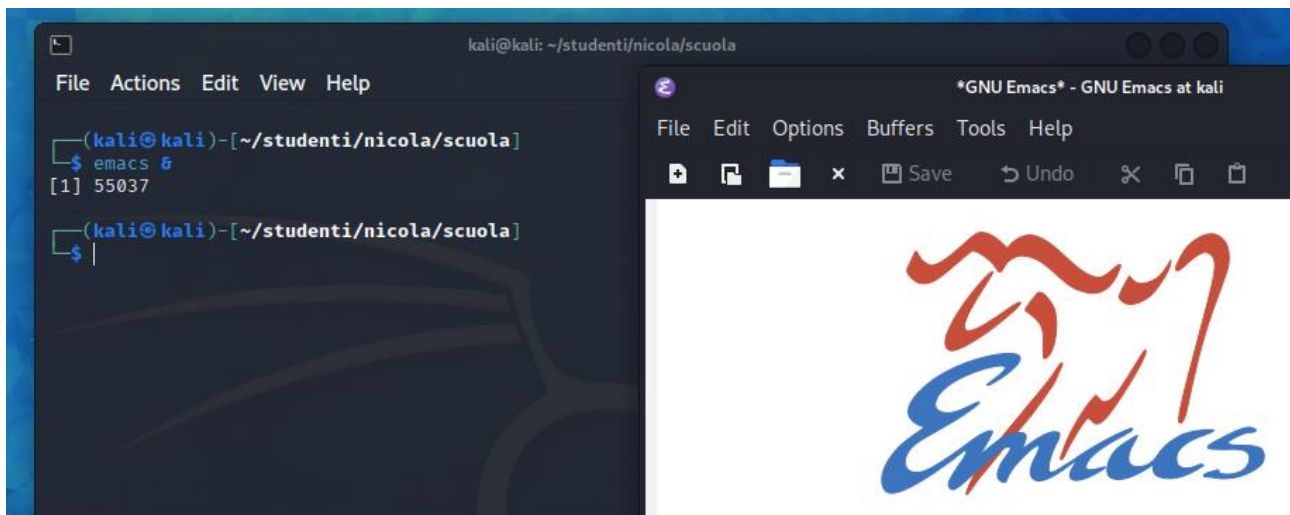 kali@kali: ~/studenti/nicola/scuola
File Actions Edit View Help
(kali㉿kali)-[~/studenti/nicola/scuola]
$ emacs &
[1] 55037
(kali㉿kali)-[~/studenti/nicola/scuola]
$
*GNU Emacs* - GNU Emacs at kali
File Edit Options Buffers Tools Help
Save Undo
Emacs